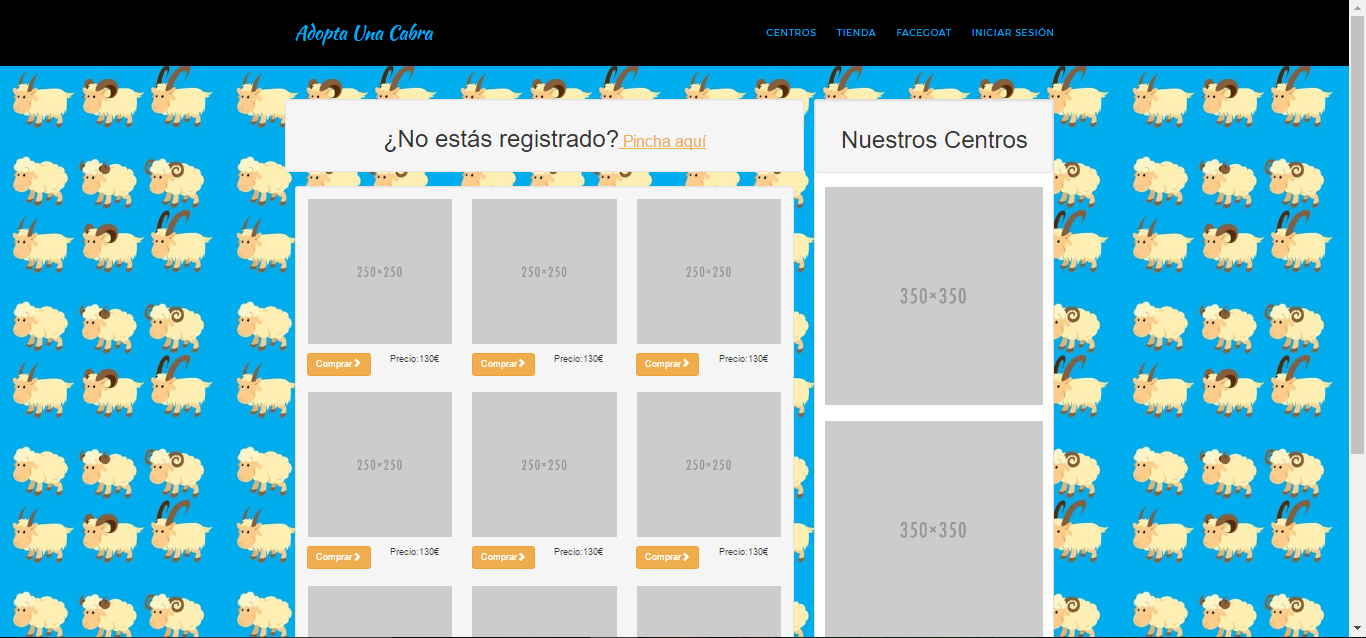 Adopta Una Cabra
CENTROS TIENDA FACEGOAT INICIAR SESIÓN
¿No estás registrado? Pincha aquí
Nuestros Centros
250×250 250×250 250×250
350×350
Comprar Precio:130€ Comprar Precio:130€ Comprar Precio:130€
250×250 250×250 250×250
350×350
Comprar Precio:130€ Comprar Precio:130€ Comprar Precio:130€